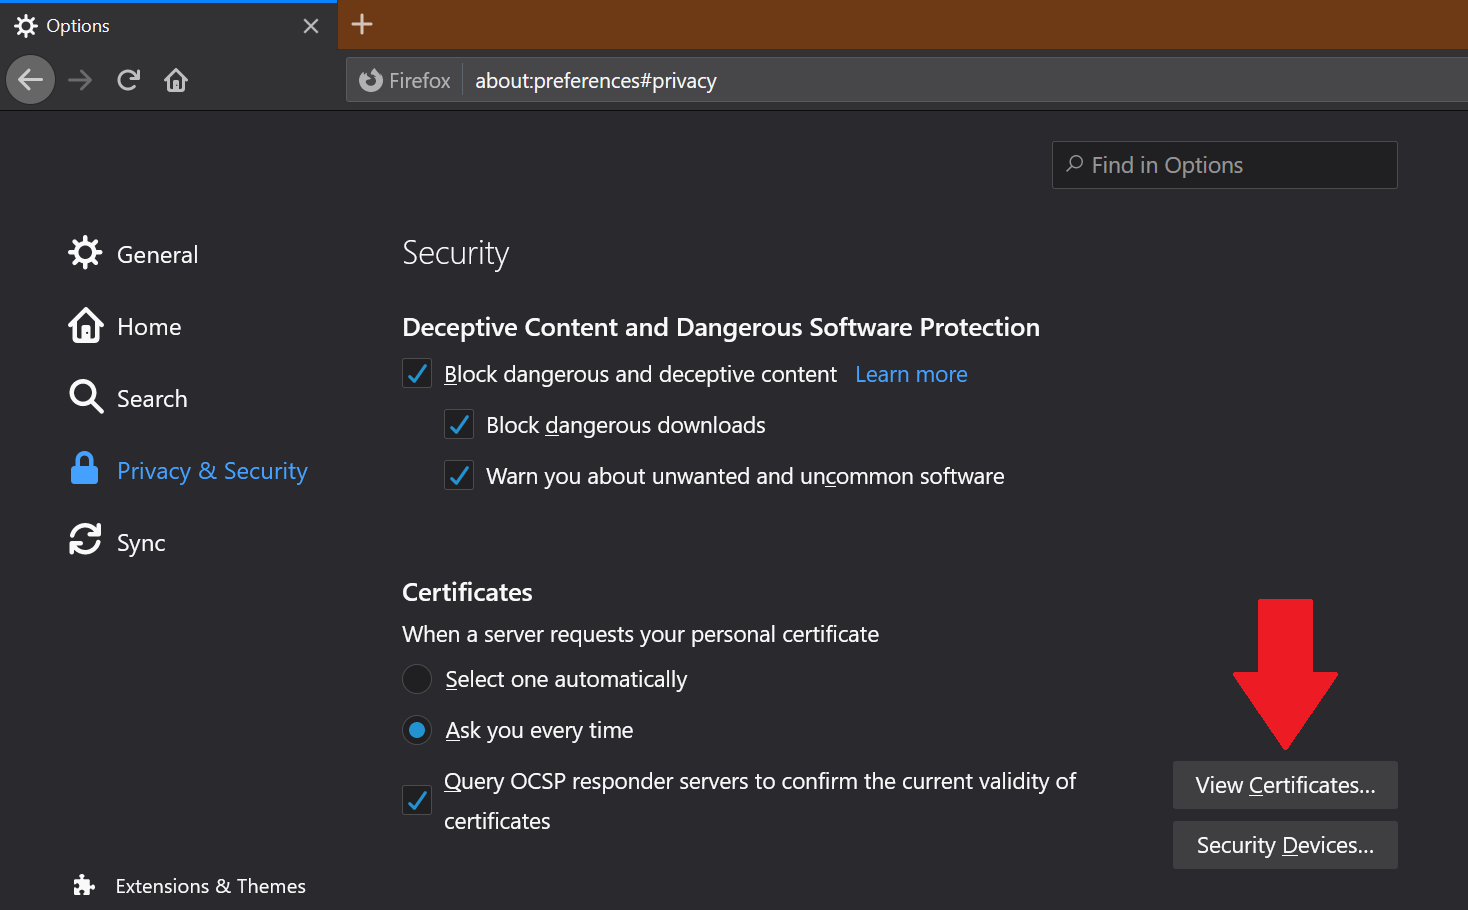 Options
Firefox about:preferences#privacy
Find in Options
General
Home
Search
Privacy & Security
Sync
Extensions & Themes
Security
Deceptive Content and Dangerous Software Protection
Block dangerous and deceptive content Learn more
Block dangerous downloads
Warn you about unwanted and uncommon software
Certificates
When a server requests your personal certificate
Select one automatically
Ask you every time
Query OCSP responder servers to confirm the current validity of
certificates
View Certificates...
Security Devices...